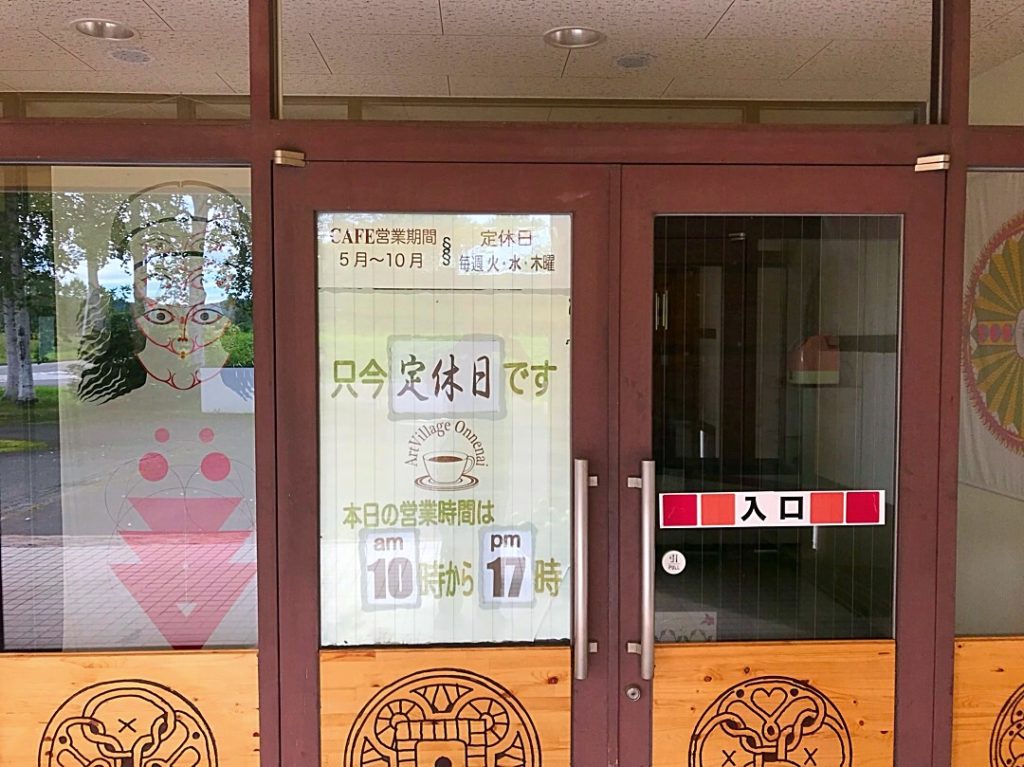 CAFE営業期間
5月～10月
§
定休日
毎週 火・水・木曜
只今定休日です
ArtVillage Onnenai
本日の営業時間は
am
10時から
pm
17時
入口
引
PULL